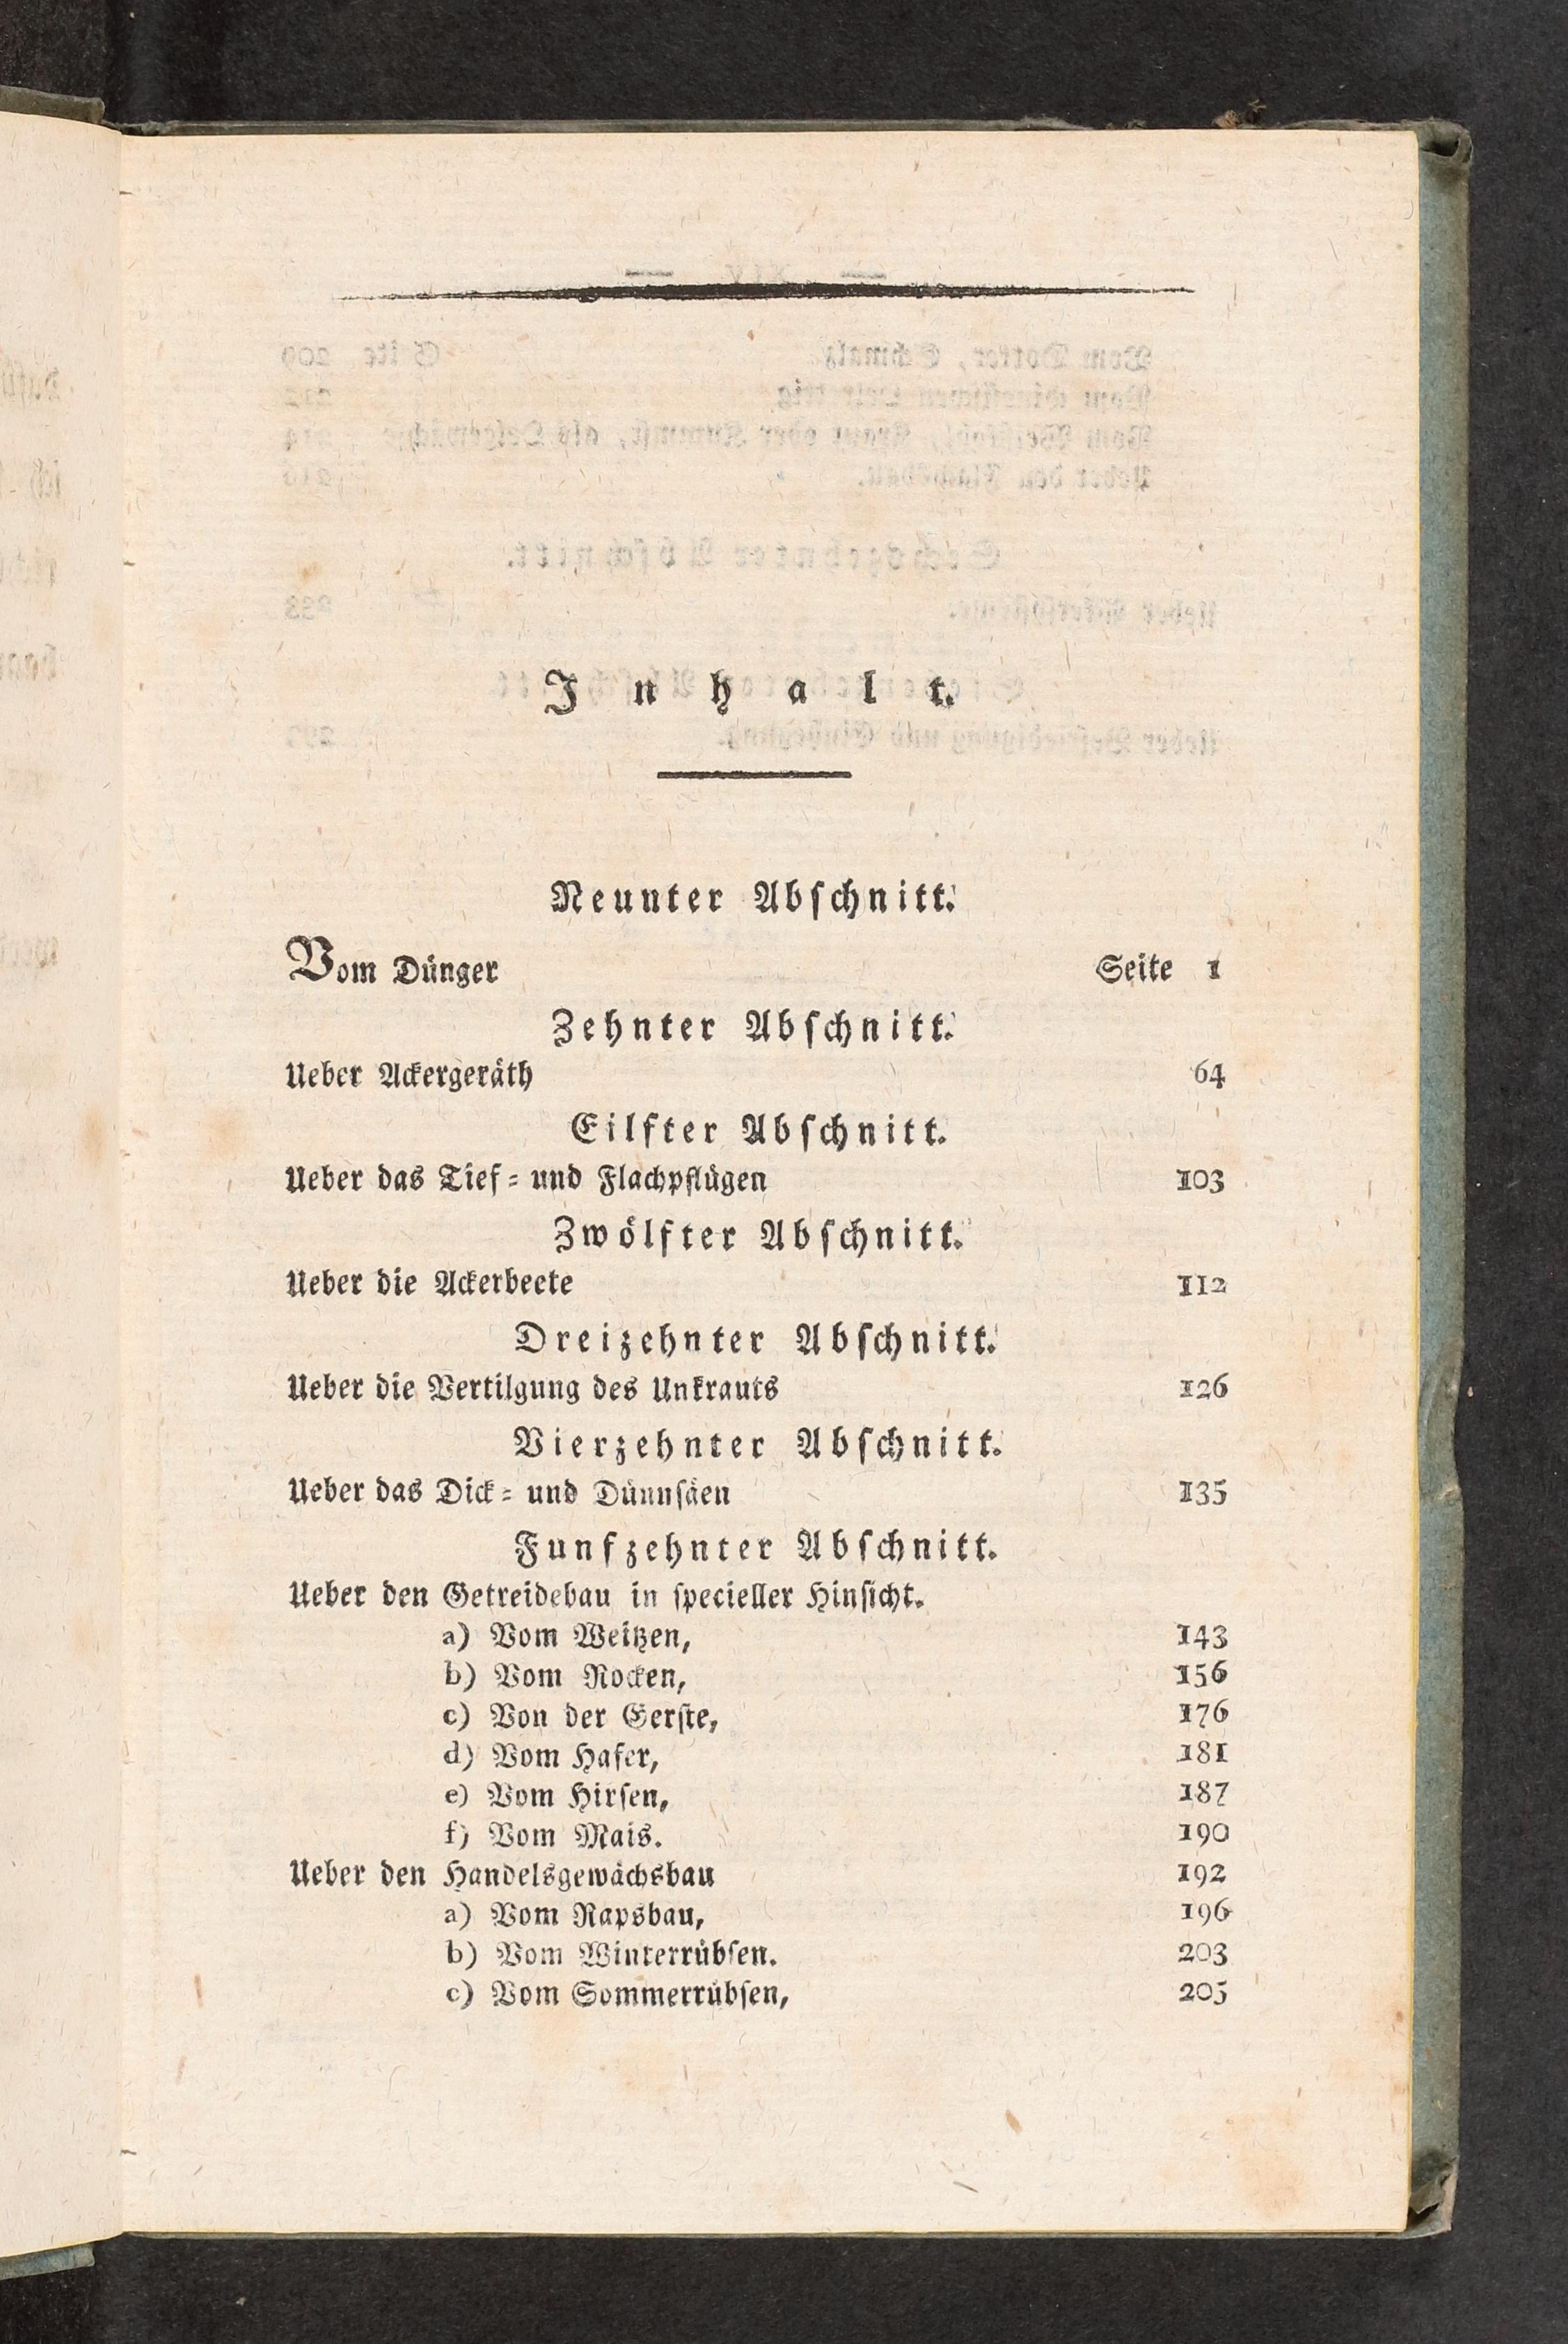 Inhalt.
Neunter Abſchnitt.
Vom Dünger Seite 1
Zehnter Abſchnitt.
Ueber Ackergeräth 64
Eilfter Abſchnitt.
Ueber das Tief- und Flachpflügen 103
Zwölfter Abſchnitt.
Ueber die Ackerbeete 112
Dreizehnter Abſchnitt.
Ueber die Vertilgung des Unkrauts 126
Vierzehnter Abſchnitt.
Ueber das Dick- und Dünnſäen 135
Funfzehnter Abſchnitt.
Ueber den Getreidebau in ſpecieller Hinſicht.
a) Vom Weitzen, 143
b) Vom Rocken, 156
c) Von der Gerſte, 176
d) Vom Hafer, 181
e) Vom Hirſen, 187
f) Vom Mais. 190
Ueber den Handelsgewächsbau 192
a) Vom Rapsbau, 196
b) Vom Winterrübſen. 203
c) Vom Sommerrübſen, 205